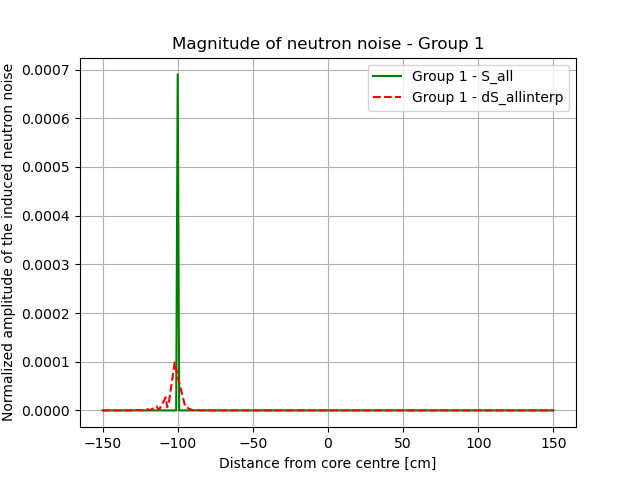 Magnitude of neutron noise - Group 1
Normalized amplitude of the induced neutron noise
0.0007
0.0006
0.0005
0.0004
0.0003
0.0002
0.0001
0.0000
Group 1 - S_all
Group 1 - dS_allinterp
−150 −100 −50 0 50 100 150
Distance from core centre [cm]